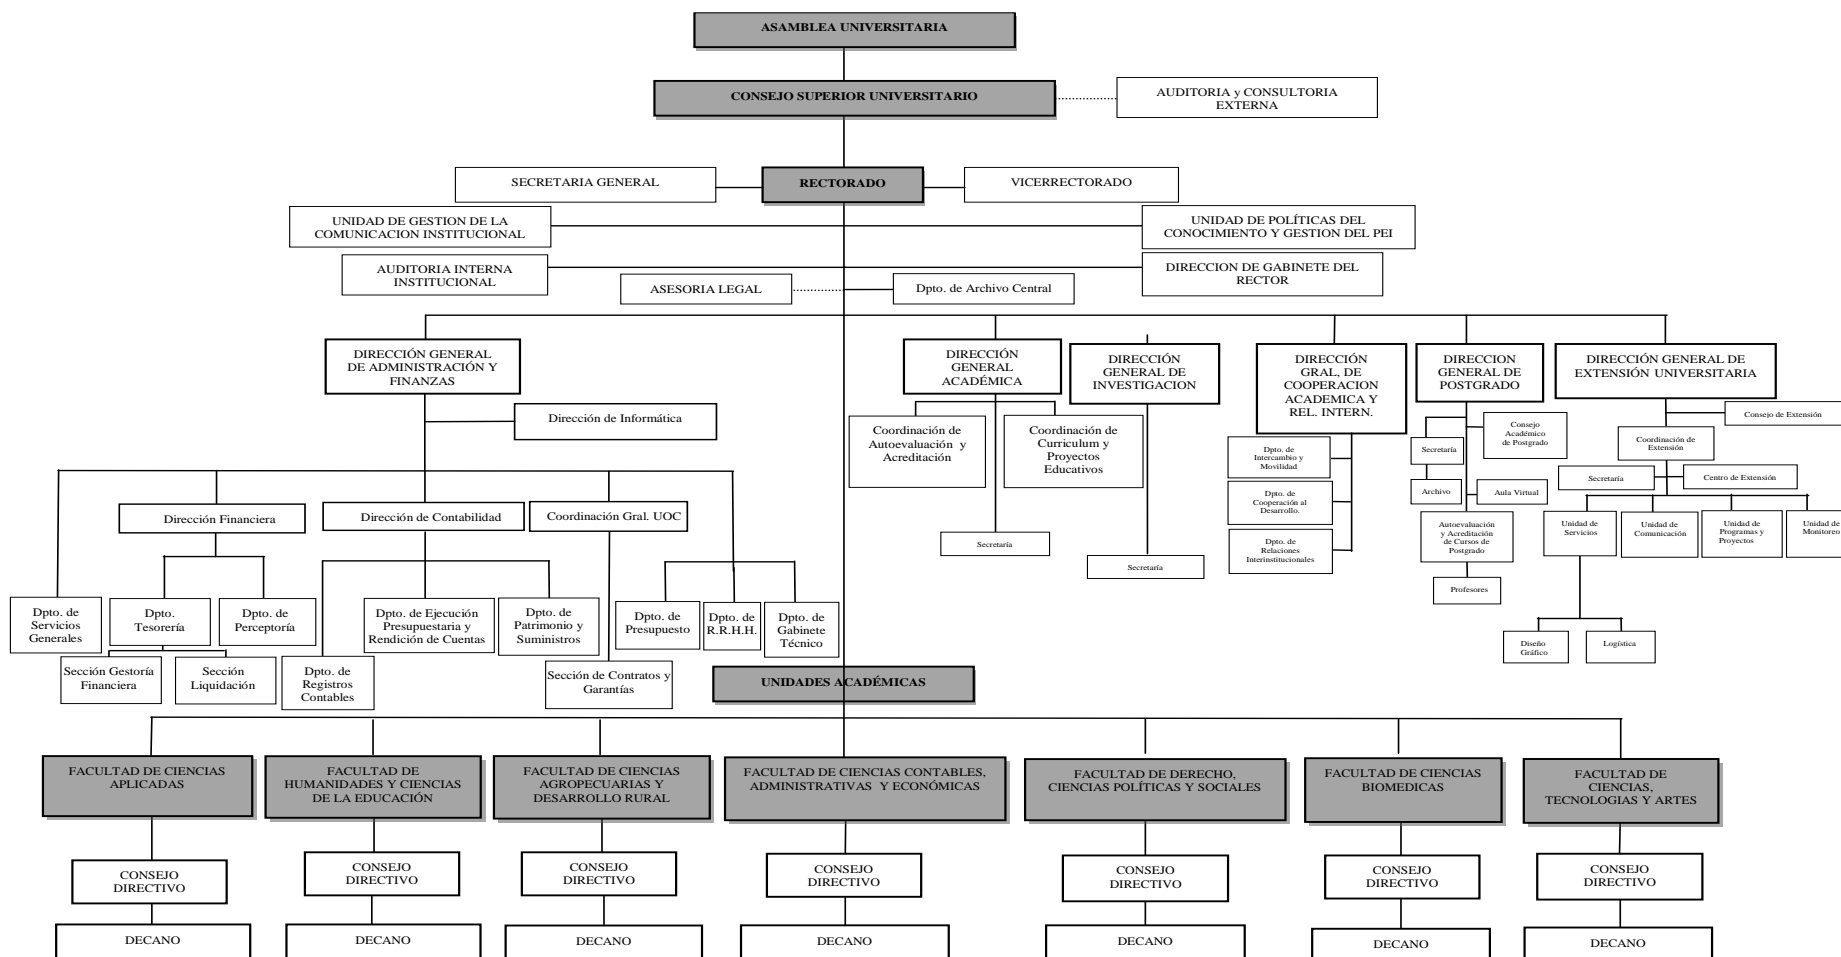 ASAMBLEA UNIVERSITARIA
CONSEJO SUPERIOR UNIVERSITARIO
AUDITORIA y CONSULTORIA
EXTERNA
SECRETARIA GENERAL
RECTORADO
VICERRECTORADO
UNIDAD DE GESTION DE LA
COMUNICACION INSTITUCIONAL
UNIDAD DE POLÍTICAS DEL
CONOCIMIENTO Y GESTION DEL PEI
AUDITORIA INTERNA
INSTITUCIONAL
DIRECCION DE GABINETE DEL
RECTOR
ASESORIA LEGAL
Dpto. de Archivo Central
DIRECCIÓN GENERAL
DE ADMINISTRACIÓN Y
FINANZAS
DIRECCIÓN
GENERAL
ACADÉMICA
DIRECCIÓN
GENERAL DE
INVESTIGACION
DIRECCIÓN
GRAL, DE
COOPERACION
ACADEMICA Y
REL. INTERN.
DIRECCION
GENERAL DE
POSTGRADO
DIRECCIÓN GENERAL DE
EXTENSIÓN UNIVERSITARIA
Dirección de Informática
Coordinación de
Autoevaluación y
Acreditación
Coordinación de
Curriculum y
Proyectos
Educativos
Dpto. de
Intercambio y
Movilidad
Dpto. de
Cooperación al
Desarrollo.
Dpto. de
Relaciones
Interinstitucionales
Secretaría
Consejo
Académico
de Postgrado
Archivo
Aula Virtual
Autoevaluación
y Acreditación
de Cursos de
Postgrado
Profesores
Consejo de Extensión
Coordinación de
Extensión
Secretaría
Centro de Extensión
Unidad de
Servicios
Unidad de
Comunicación
Unidad de
Programas y
Proyectos
Unidad de
Monitoreo
Diseño
Gráfico
Logística
Secretaría
Secretaría
Dirección Financiera
Dirección de Contabilidad
Coordinación Gral. UOC
Dpto. de
Servicios
Generales
Dpto.
Tesorería
Dpto. de
Perceptoría
Dpto. de Ejecución
Presupuestaria y
Rendición de Cuentas
Dpto. de
Patrimonio y
Suministros
Dpto. de
Presupuesto
Dpto. de
R.R.H.H.
Dpto. de
Gabinete
Técnico
Sección Gestoría
Financiera
Sección
Liquidación
Dpto. de
Registros
Contables
Sección de Contratos y
Garantías
UNIDADES ACADÉMICAS
FACULTAD DE CIENCIAS
APLICADAS
FACULTAD DE
HUMANIDADES Y CIENCIAS
DE LA EDUCACIÓN
FACULTAD DE CIENCIAS
AGROPECUARIAS Y
DESARROLLO RURAL
FACULTAD DE CIENCIAS CONTABLES,
ADMINISTRATIVAS Y ECONÓMICAS
FACULTAD DE DERECHO,
CIENCIAS POLÍTICAS Y SOCIALES
FACULTAD DE CIENCIAS
BIOMEDICAS
FACULTAD DE
CIENCIAS,
TECNOLOGIAS Y ARTES
CONSEJO
DIRECTIVO
CONSEJO
DIRECTIVO
CONSEJO
DIRECTIVO
CONSEJO
DIRECTIVO
CONSEJO
DIRECTIVO
CONSEJO
DIRECTIVO
CONSEJO
DIRECTIVO
DECANO
DECANO
DECANO
DECANO
DECANO
DECANO
DECANO